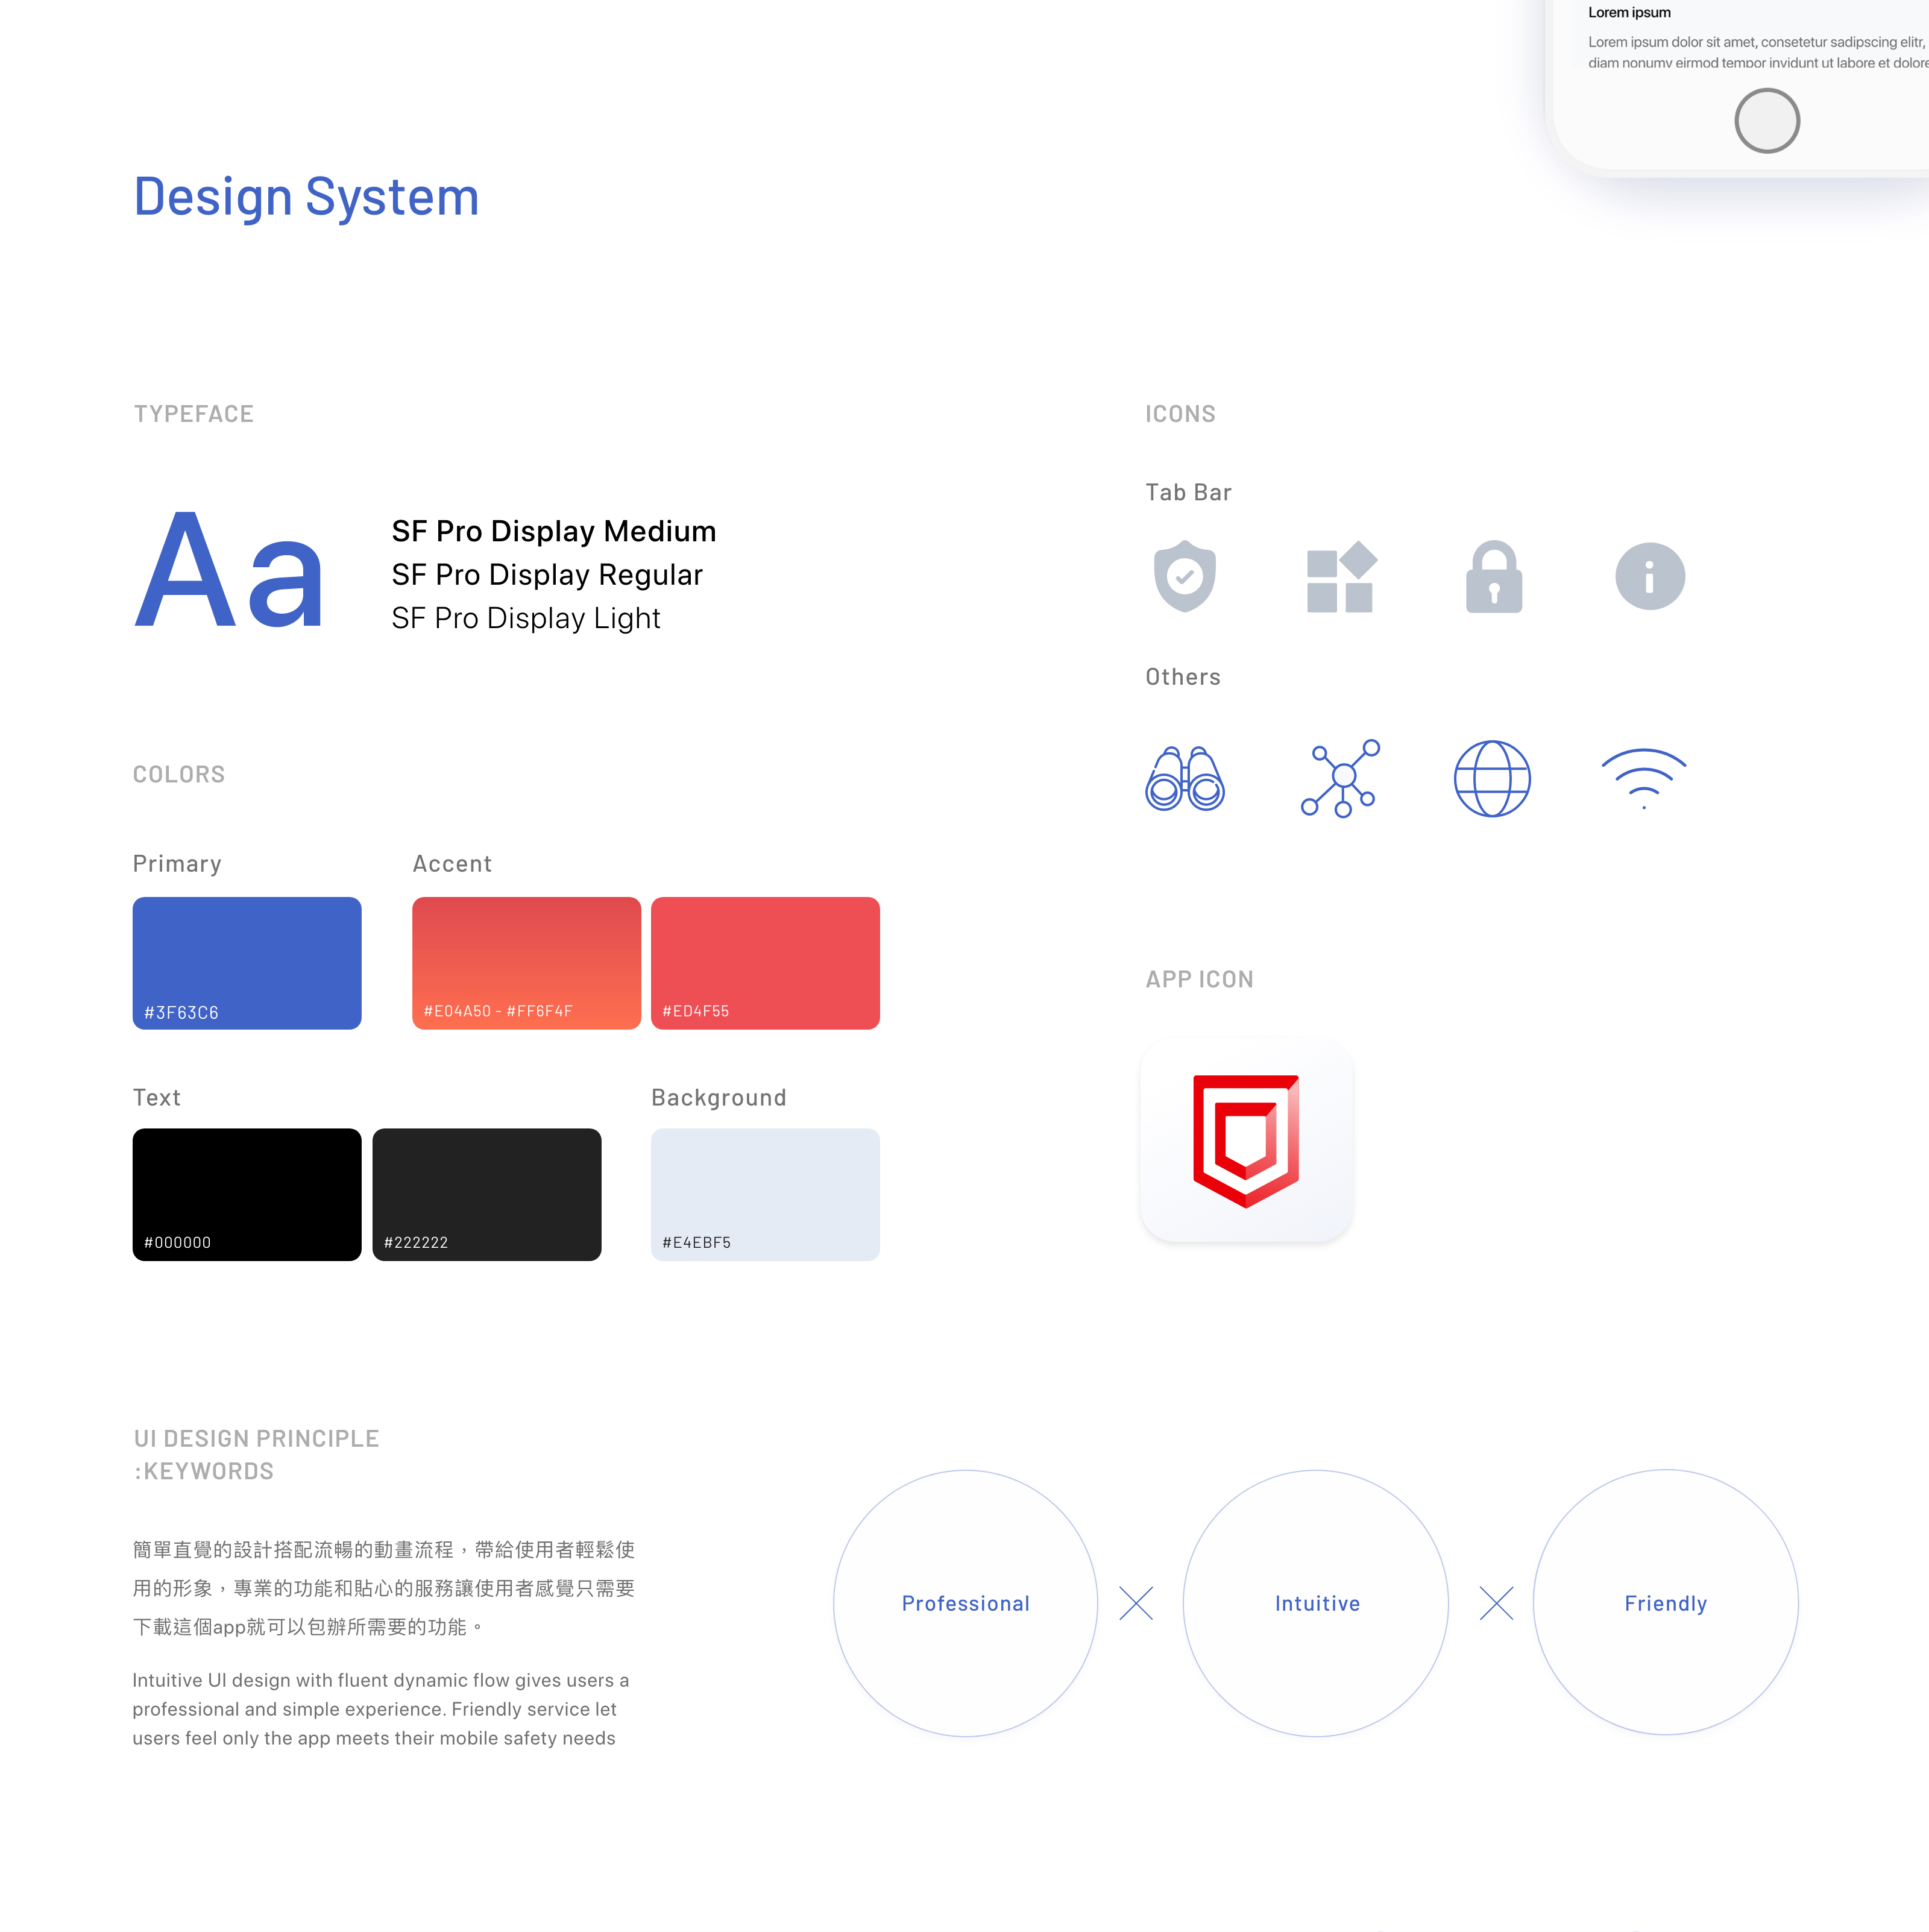 Lorem ipsum
Lorem ipsum dolor sit amet, consetetur sadipscing elitr,
diam nonumy eirmod tempor invidunt ut labore et dolore
Design System
TYPEFACE
Aa
SF Pro Display Medium
SF Pro Display Regular
SF Pro Display Light
COLORS
Primary
Accent
#3F63C6
#E04A50 - #FF6F4F
#ED4F55
Text
Background
#000000
#222222
#E4EBF5
ICONS
Tab Bar
Others
APP ICON
UI DESIGN PRINCIPLE
:KEYWORDS
簡單直覺的設計搭配流暢的動畫流程，帶給使用者輕鬆使
用的形象，專業的功能和貼心的服務讓使用者感覺只需要
下載這個app就可以包辦所需要的功能。
Intuitive UI design with fluent dynamic flow gives users a
professional and simple experience. Friendly service let
users feel only the app meets their mobile safety needs
Professional
Intuitive
Friendly